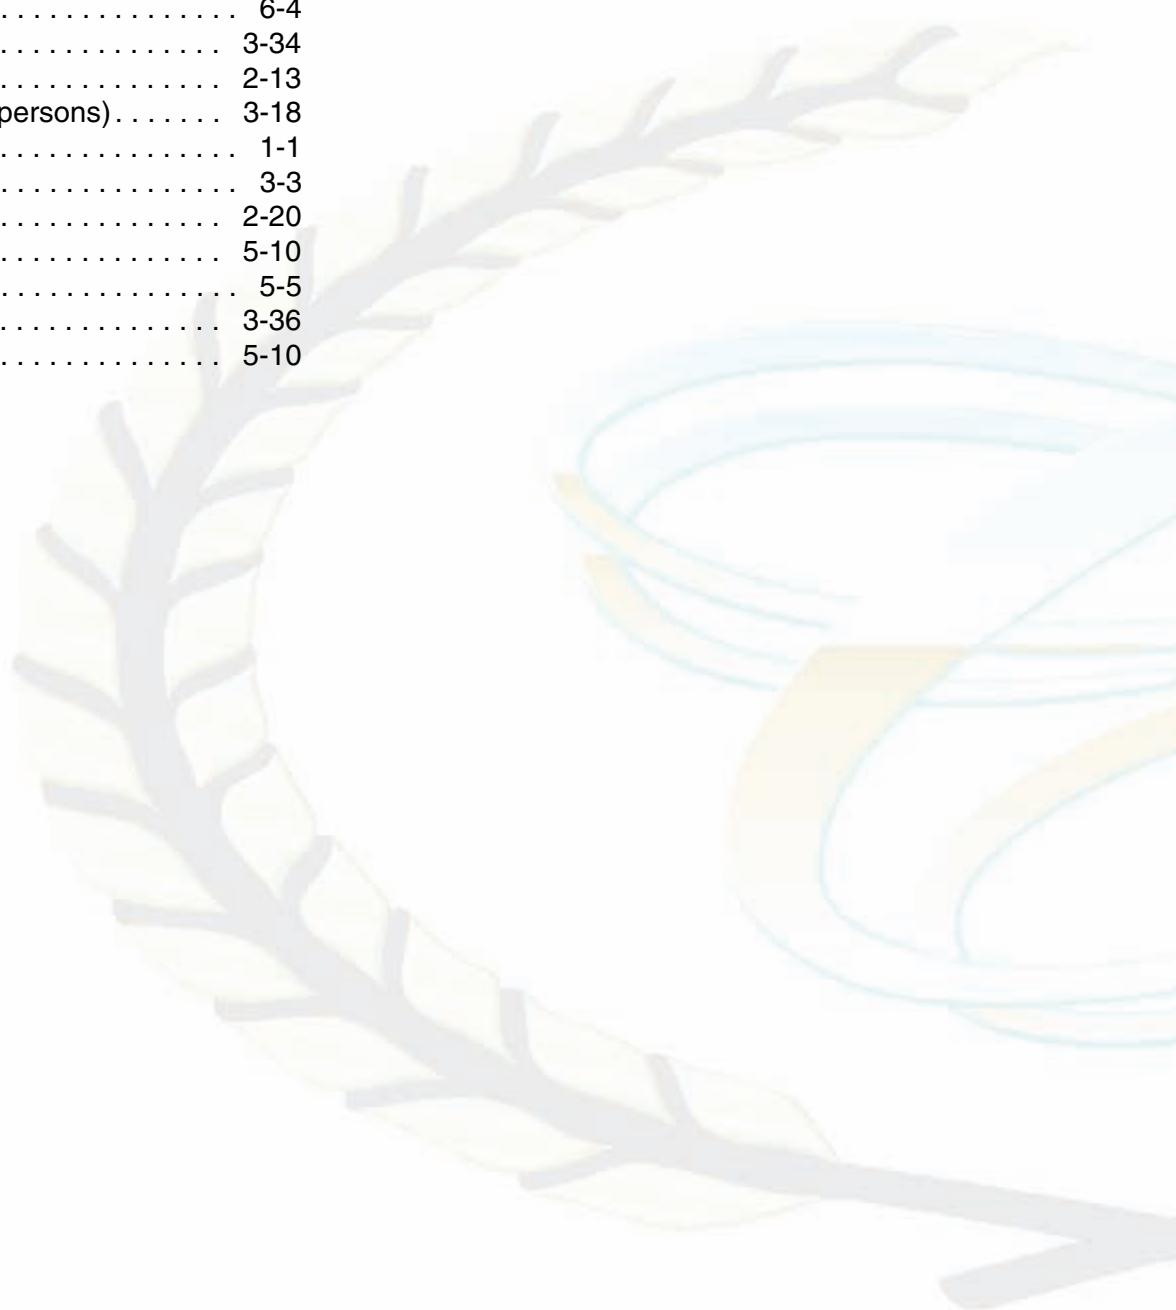 . . . . . . . . . . . . . . . 6-4
. . . . . . . . . . . . . . 3-34
. . . . . . . . . . . . . . 2-13
persons) . . . . . . . 3-18
. . . . . . . . . . . . . . . 1-1
. . . . . . . . . . . . . . . 3-3
. . . . . . . . . . . . . . 2-20
. . . . . . . . . . . . . . 5-10
. . . . . . . . . . . . . . . 5-5
. . . . . . . . . . . . . . 3-36
. . . . . . . . . . . . . . 5-10